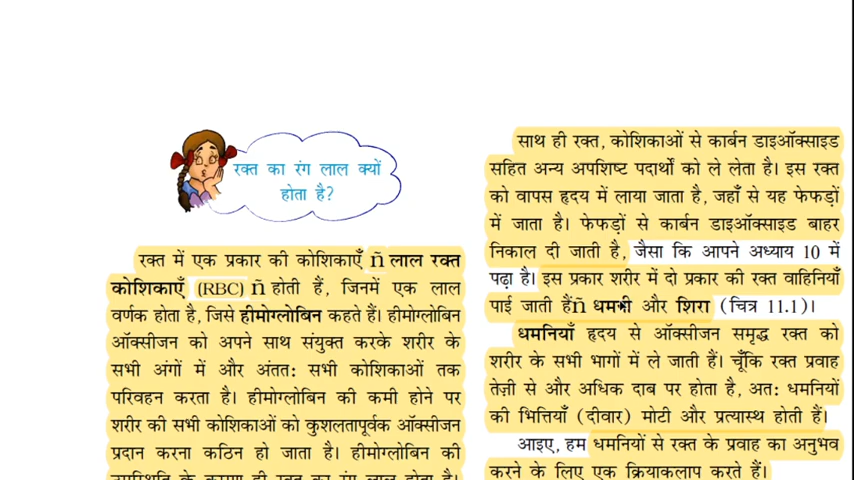 रक्त का रंग लाल क्यों
होता है?
रक्त में एक प्रकार की कोशिकाएँ ñ लाल रक्त
कोशिकाएँ (RBC) ñ होती हैं, जिनमें एक लाल
वर्णक होता है, जिसे हीमोग्लोबिन कहते हैं। हीमोग्लोबिन
ऑक्सीजन को अपने साथ संयुक्त करके शरीर के
सभी अंगों में और अंततः सभी कोशिकाओं तक
परिवहन करता है। हीमोग्लोबिन की कमी होने पर
शरीर की सभी कोशिकाओं को कुशलतापूर्वक ऑक्सीजन
प्रदान करना कठिन हो जाता है। हीमोग्लोबिन की
उपस्थिति के कारण ही रक्त का रंग लाल होता है।
साथ ही रक्त, कोशिकाओं से कार्बन डाइऑक्साइड
सहित अन्य अपशिष्ट पदार्थों को ले लेता है। इस रक्त
को वापस हृदय में लाया जाता है, जहाँ से यह फेफड़ों
में जाता है। फेफड़ों से कार्बन डाइऑक्साइड बाहर
निकाल दी जाती है, जैसा कि आपने अध्याय 10 में
पढ़ा है। इस प्रकार शरीर में दो प्रकार की रक्त वाहिनियाँ
पाई जाती हैंñ धमनी और शिरा (चित्र 11.1)।
धमनियाँ हृदय से ऑक्सीजन समृद्ध रक्त को
शरीर के सभी भागों में ले जाती हैं। चूँकि रक्त प्रवाह
तेज़ी से और अधिक दाब पर होता है, अतः धमनियों
की भित्तियाँ (दीवार) मोटी और प्रत्यास्थ होती हैं।
आइए, हम धमनियों से रक्त के प्रवाह का अनुभव
करने के लिए एक क्रियाकलाप करते हैं।